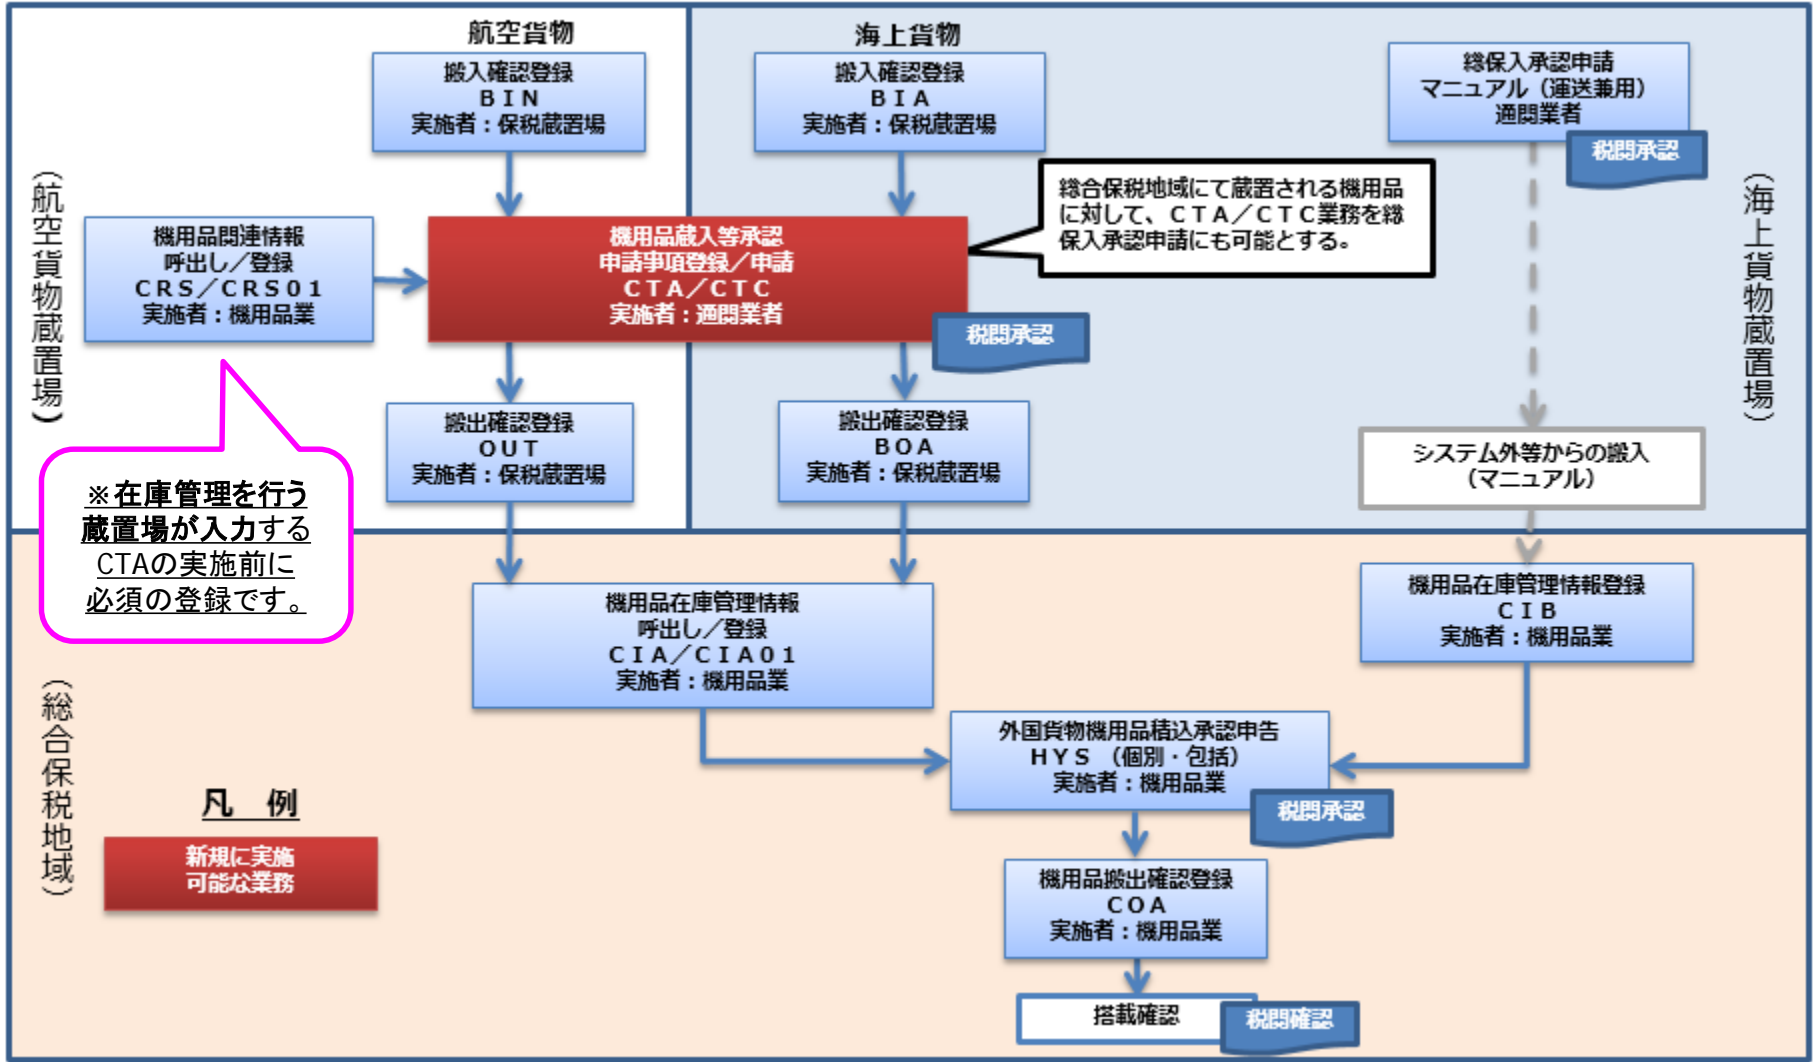 航空貨物
搬入確認登録
ＢＩＮ
実施者：保税蔵置場
海上貨物
搬入確認登録
ＢＩＡ
実施者：保税蔵置場
総保入承認申請
マニュアル（運送兼用）
通関業者
税関承認
（航空貨物蔵置場）
（海上貨物蔵置場）
総合保税地域にて蔵置される機用品
に対して、ＣＴＡ／ＣＴＣ業務を総
保入承認申請にも可能とする。
機用品関連情報
呼出し／登録
ＣＲＳ／ＣＲＳ０１
実施者：機用品業
機用品蔵入等承認
申請事項登録／申請
ＣＴＡ／ＣＴＣ
実施者：通関業者
税関承認
搬出確認登録
ＯＵＴ
実施者：保税蔵置場
搬出確認登録
ＢＯＡ
実施者：保税蔵置場
システム外等からの搬入
（マニュアル）
※在庫管理を行う
蔵置場が入力する
CTAの実施前に
必須の登録です。
機用品在庫管理情報
呼出し／登録
ＣＩＡ／ＣＩＡ０１
実施者：機用品業
機用品在庫管理情報登録
ＣＩＢ
実施者：機用品業
（総合保税地域）
外国貨物機用品積込承認申告
ＨＹＳ （個別・包括）
実施者：機用品業
税関承認
凡　例
新規に実施
可能な業務
機用品搬出確認登録
ＣＯＡ
実施者：機用品業
搭載確認
税関確認